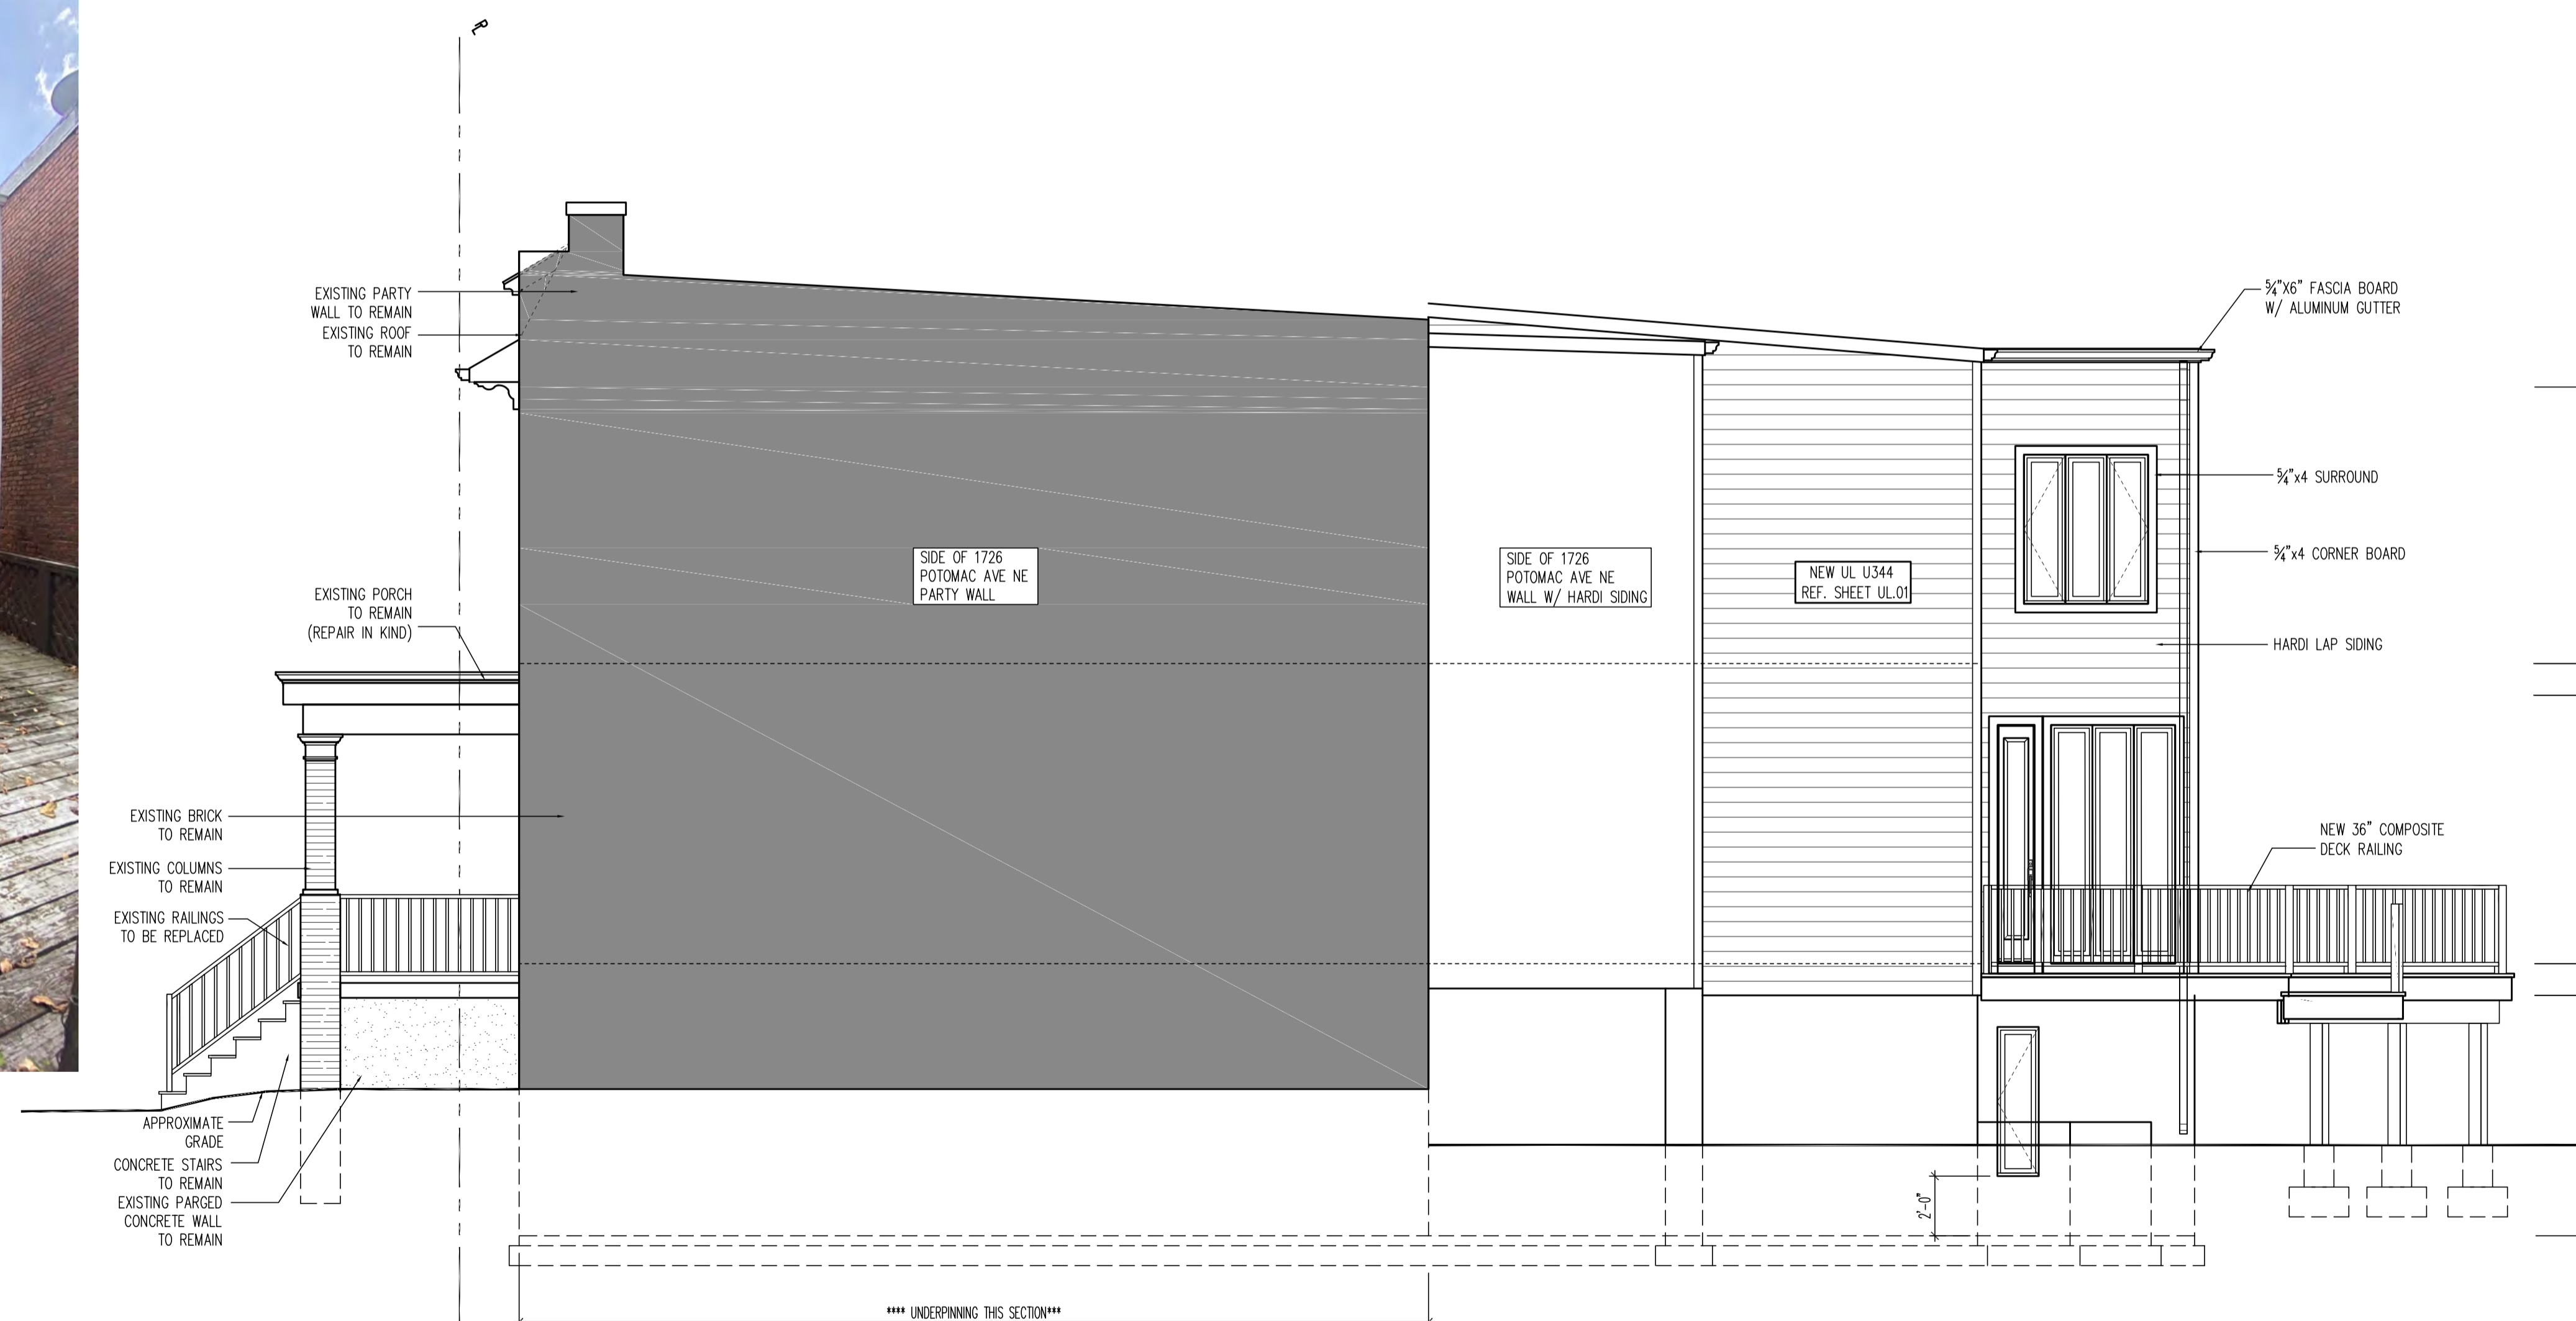 PL
EXISTING PARTY
WALL TO REMAIN
EXISTING ROOF
TO REMAIN
EXISTING PORCH
TO REMAIN
(REPAIR IN KIND)
EXISTING BRICK
TO REMAIN
EXISTING COLUMNS
TO REMAIN
EXISTING RAILINGS
TO BE REPLACED
APPROXIMATE
GRADE
CONCRETE STAIRS
TO REMAIN
EXISTING PARGED
CONCRETE WALL
TO REMAIN
SIDE OF 1726
POTOMAC AVE NE
PARTY WALL
SIDE OF 1726
POTOMAC AVE NE
WALL W/ HARDI SIDING
NEW UL U344
REF. SHEET UL.01
5/4"X6" FASCIA BOARD
W/ ALUMINUM GUTTER
5/4"x4 SURROUND
5/4"x4 CORNER BOARD
HARDI LAP SIDING
NEW 36" COMPOSITE
DECK RAILING
2'-0"
**** UNDERPINNING THIS SECTION***